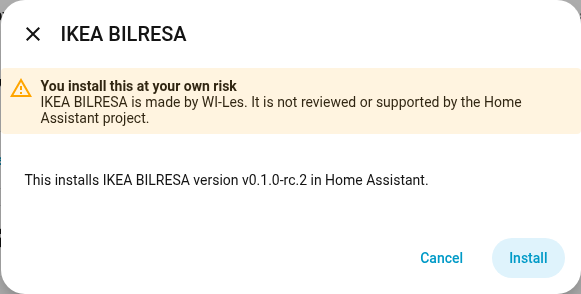 IKEA BILRESA
You install this at your own risk
IKEA BILRESA is made by WI-Les. It is not reviewed or supported by the Home
Assistant project.
This installs IKEA BILRESA version v0.1.0-rc.2 in Home Assistant.
Cancel Install